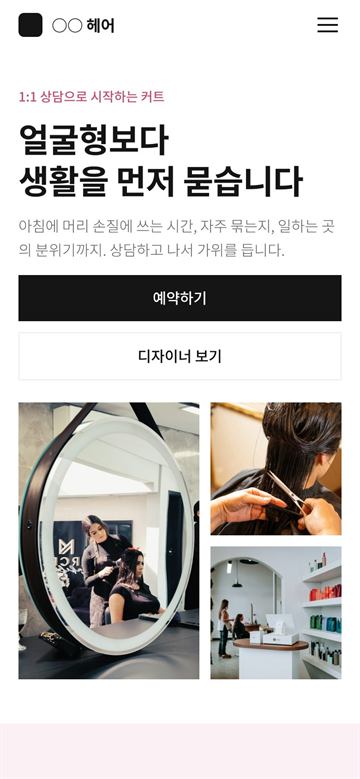 ○○ 헤어
1:1 상담으로 시작하는 커트
얼굴형보다
생활을 먼저 묻습니다
아침에 머리 손질에 쓰는 시간, 자주 묶는지, 일하는 곳
의 분위기까지. 상담하고 나서 가위를 듭니다.
예약하기
디자이너 보기